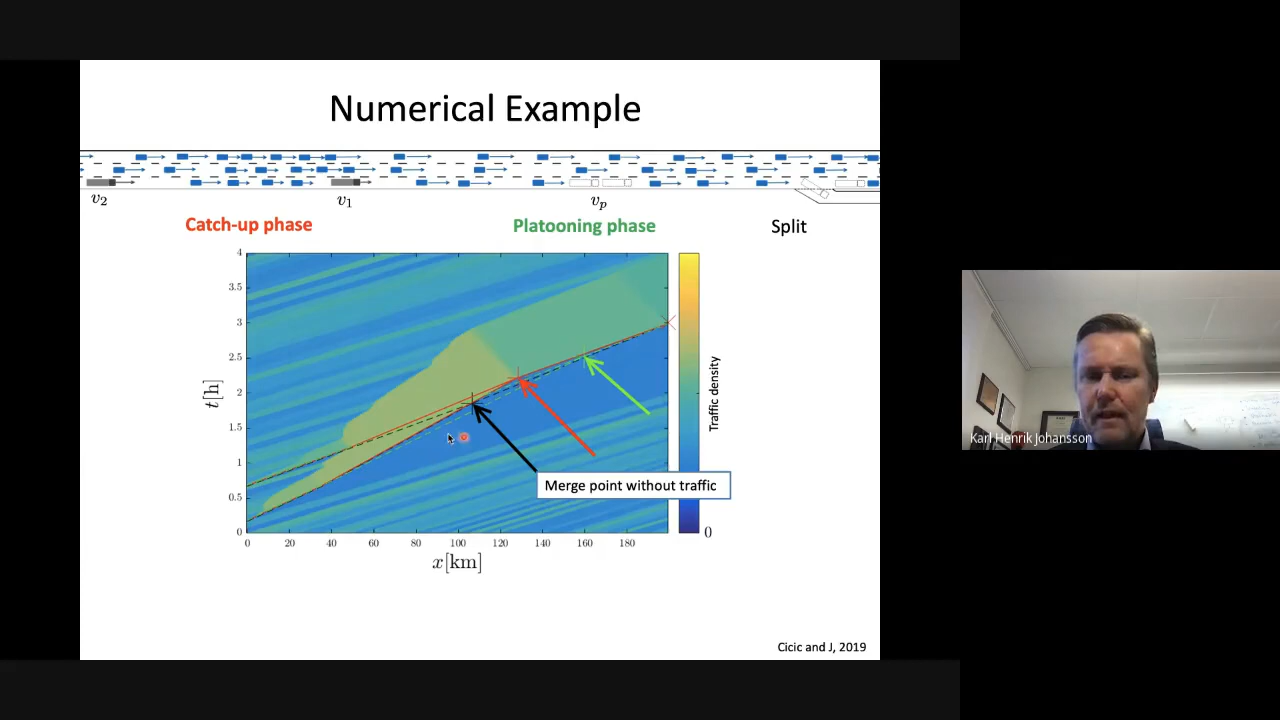 Numerical Example
v2
v1
vp
Catch-up phase
Platooning phase
Split
4
3.5
3
2.5
2
1.5
1
0.5
0
t[h]
0 20 40 60 80 100 120 140 160 180
x[km]
Merge point without traffic
Traffic density
0
Cicic and J, 2019
Karl Henrik Johansson